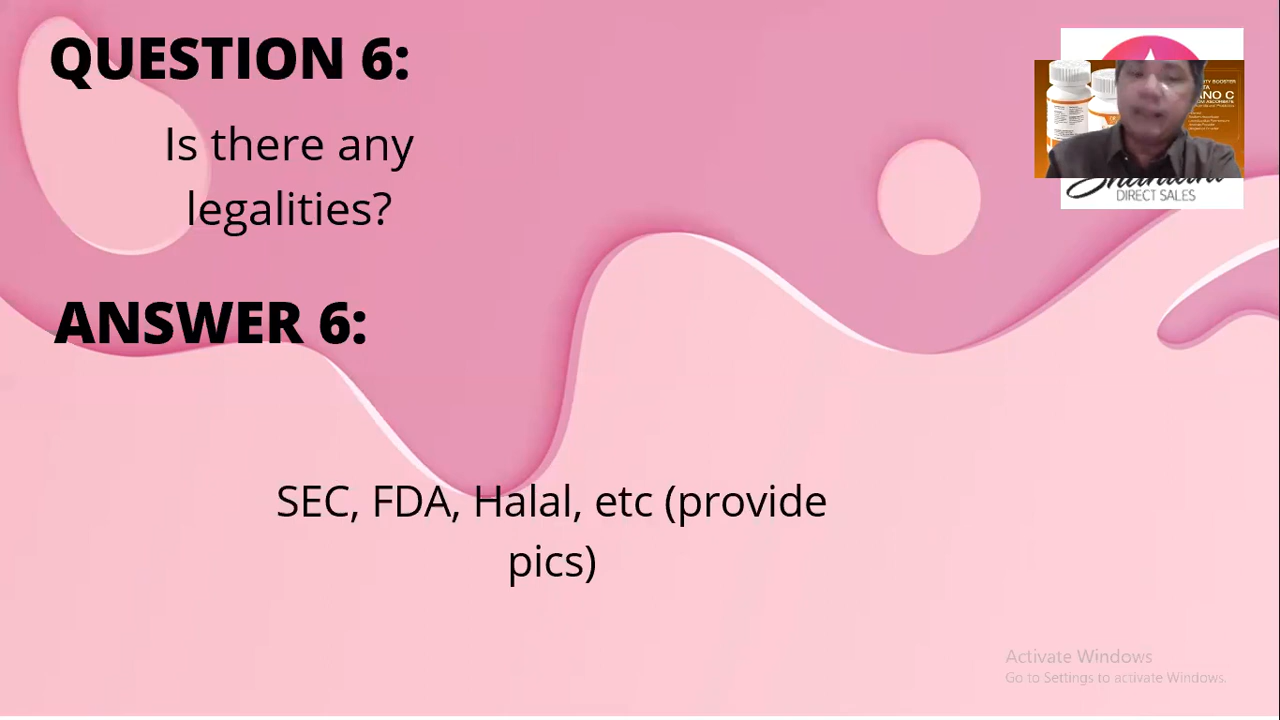 QUESTION 6:
Is there any
legalities?
ANSWER 6:
SEC, FDA, Halal, etc (provide
pics)
DIRECT SALES
Activate Windows
Go to Settings to activate Windows.